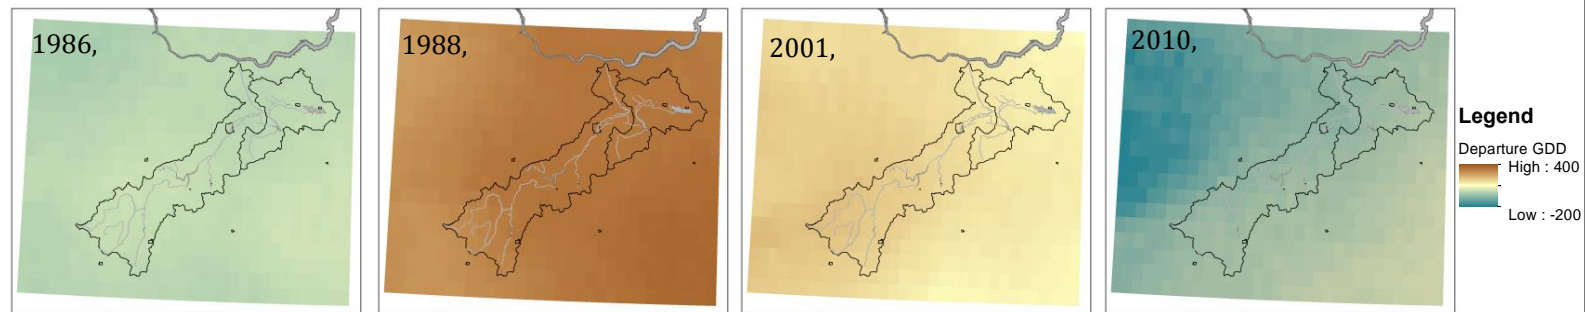 1986,
1988,
2001,
2010,
Legend
Departure GDD
High : 400
Low : -200